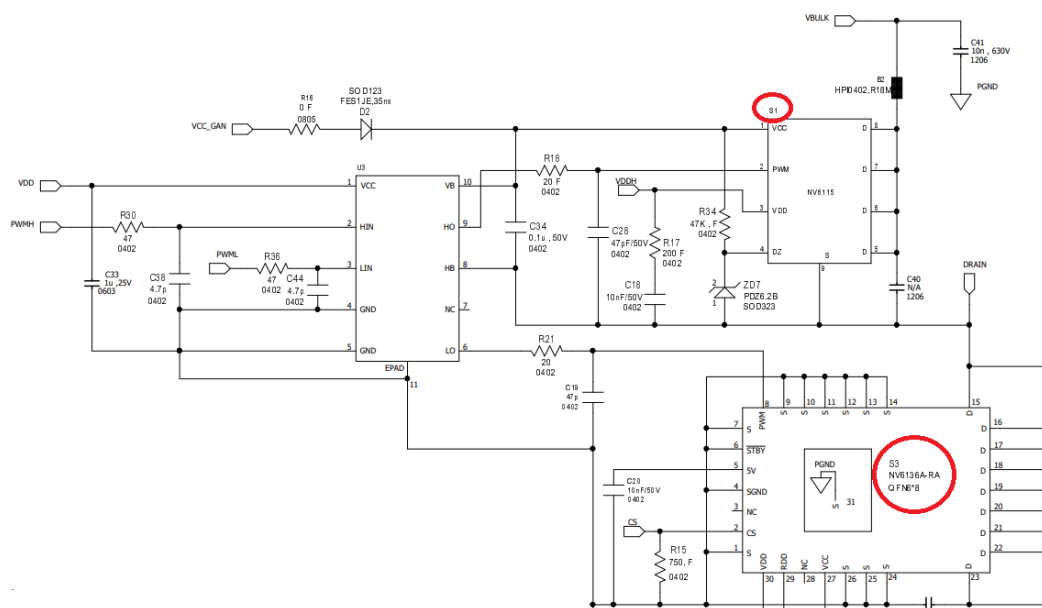 VBULK
C41
10n , 630V
1206
PGND
B2
HPI0402,R18M
SOD123
FES1JE,35ns
D2
R16
0 F
0805
VCC_GAN
S1
1
VCC
D
8
2
PWM
D
7
NV6115
3
VDD
D
6
4
DZ
D
5
S
9
U3
VDD
1
VCC
VB
10
R18
20 F
0402
VDDH
PWMH
R30
47
0402
2
HIN
HO
9
C34
0.1u , 50V
0402
C28
47pF/50V
0402
R17
200 F
0402
R34
47K , F
0402
PWML
R36
47
0402
3
LIN
HB
8
C33
1u ,25V
0603
C38
4.7p
0402
C44
4.7p
0402
4
GND
NC
7
C18
10nF/50V
0402
2
1
ZD7
PDZ6.2B
SOD323
C40
N/A
1206
DRAIN
5
GND
LO
6
EPAD
11
R21
20
0402
C19
47p
0402
8
9
10
11
12
13
14
15
PWM
S
S
S
S
S
S
D
7
S
D
16
6
STBY
D
17
5
5V
D
18
4
SGND
D
19
3
NC
D
20
2
CS
D
21
1
S
D
22
PGND
S
31
S3
NV6136A-RA
QFN6*8
C20
10nF/50V
0402
CS
R15
750, F
0402
VDD
RDD
NC
VCC
S
S
S
D
30
29
28
27
26
25
24
23